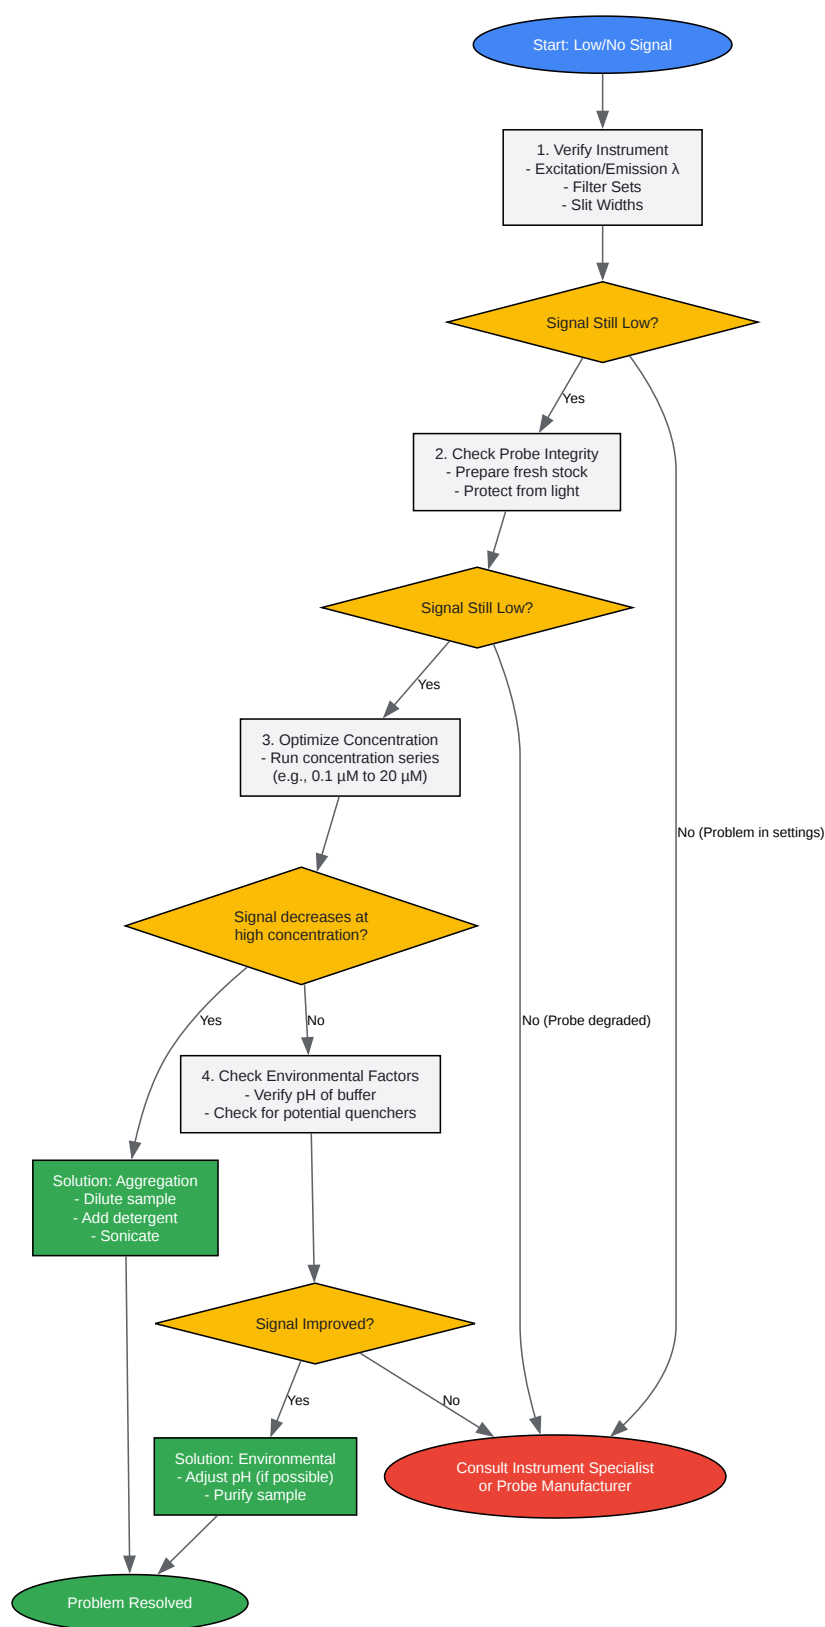 Start: Low/No Signal
1. Verify Instrument
- Excitation/Emission λ
- Filter Sets
- Slit Widths
Signal Still Low?
Yes
2. Check Probe Integrity
- Prepare fresh stock
- Protect from light
Signal Still Low?
Yes
3. Optimize Concentration
- Run concentration series
(e.g., 0.1 µM to 20 µM)
No (Problem in settings)
Signal decreases at
high concentration?
Yes
No
No (Probe degraded)
4. Check Environmental Factors
- Verify pH of buffer
- Check for potential quenchers
Solution: Aggregation
- Dilute sample
- Add detergent
- Sonicate
Signal Improved?
Yes
No
Solution: Environmental
- Adjust pH (if possible)
- Purify sample
Consult Instrument Specialist
or Probe Manufacturer
Problem Resolved